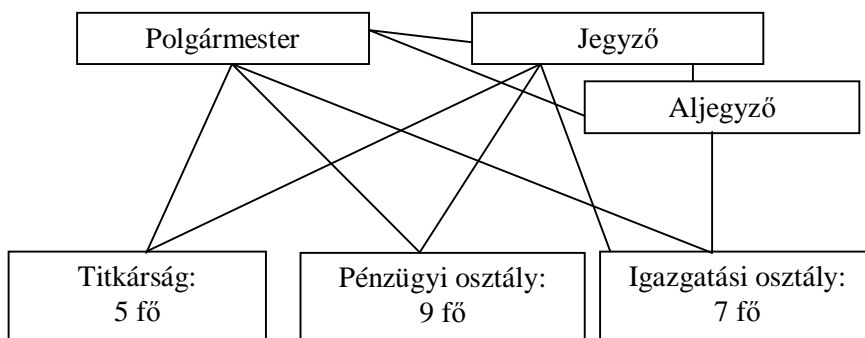 Polgármester
Jegyző
Aljegyző
Titkárság:
5 fő
Pénzügyi osztály:
9 fő
Igazgatási osztály:
7 fő